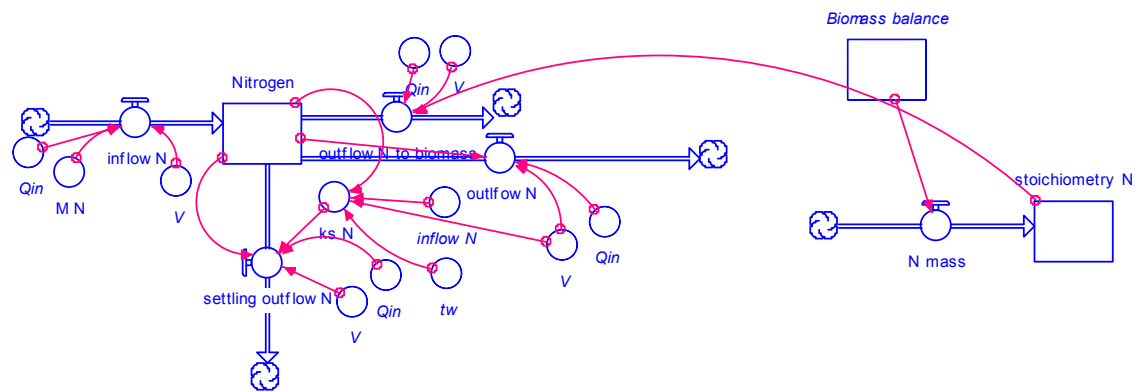 Biomass balance
Nitrogen
Qin
V
inflow N
outflow N to biomass
Qin
M N
V
outlfow N
stoichiometry N
ks N
inflow N
V
Qin
N mass
settling outflow N
Qin
tw
V